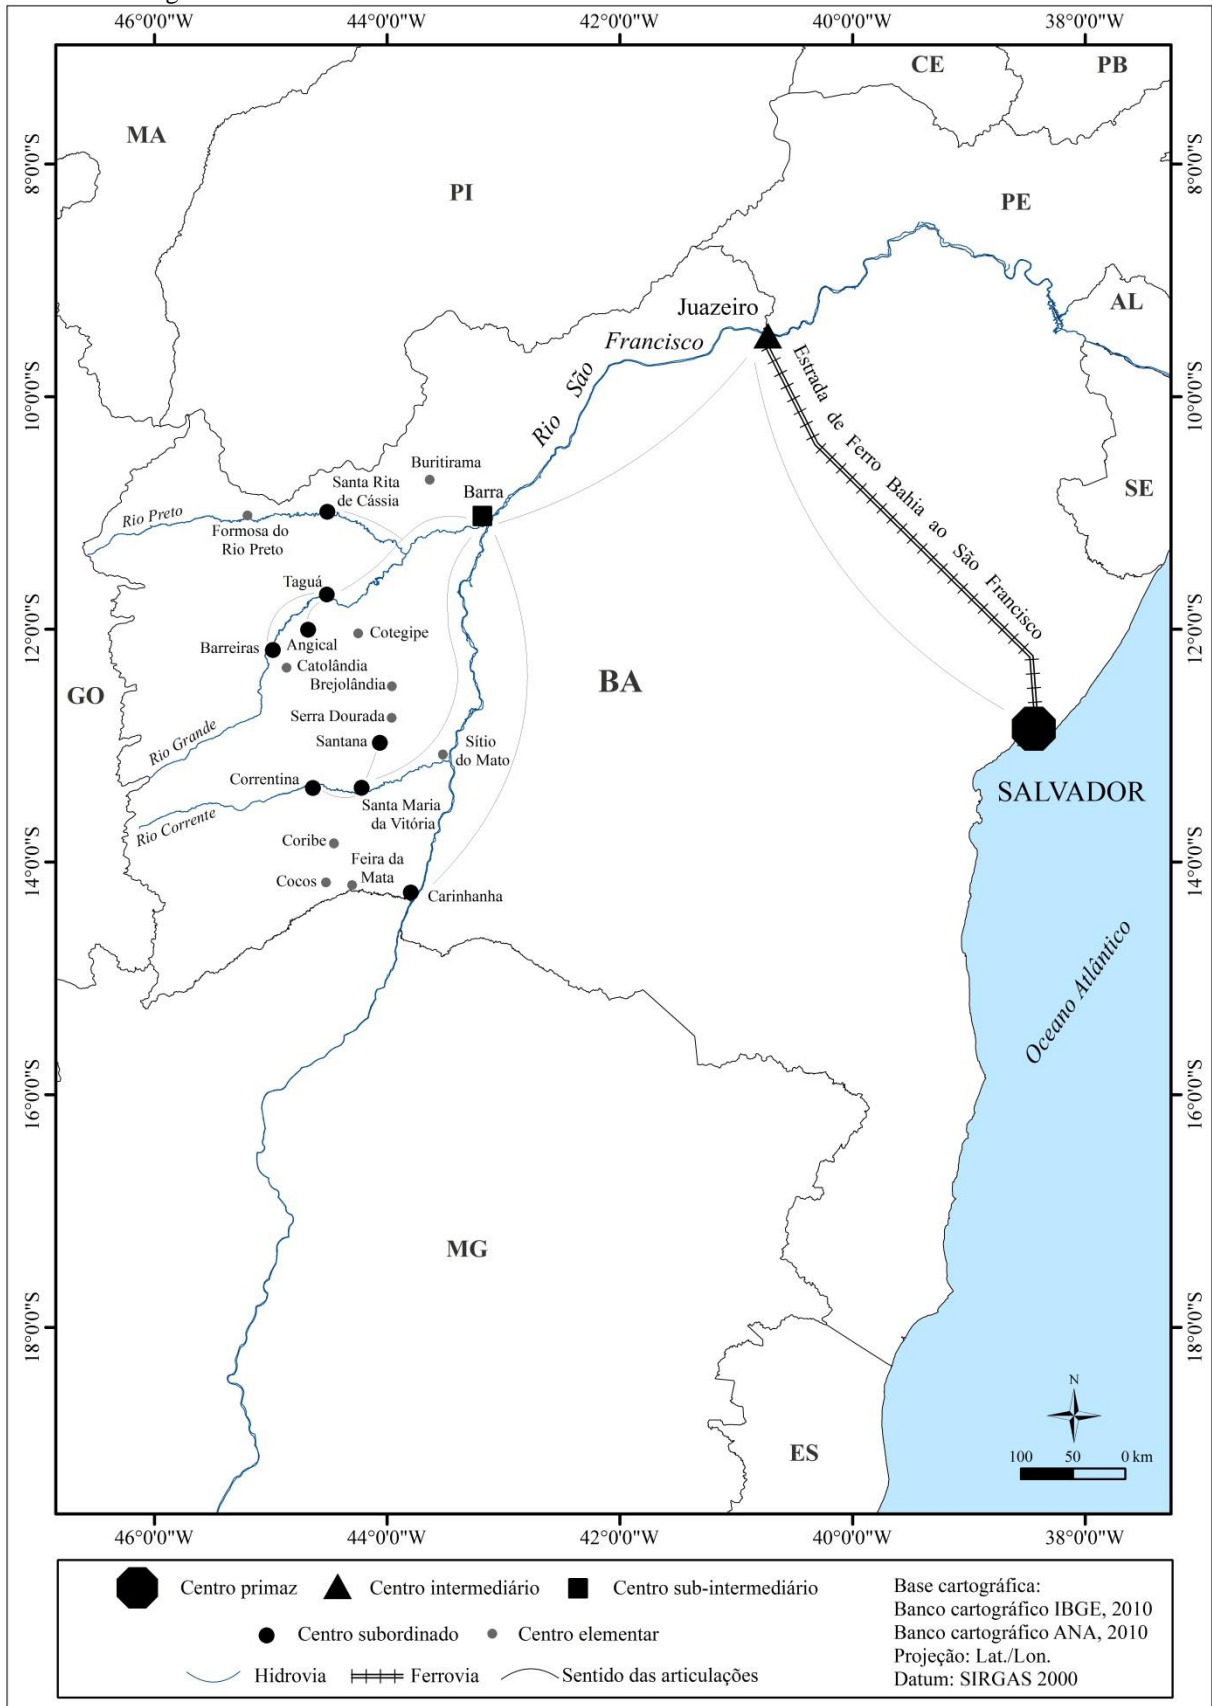 46°0'0"W 44°0'0"W 42°0'0"W 40°0'0"W 38°0'0"W
CE
PB
MA
8°0'0"S
8°0'0"S
PI
PE
AL
Juazeiro
Rio São Francisco
Estrada de Ferro Bahia ao São Francisco
10°0'0"S
10°0'0"S
Buritirama
Santa Rita
de Cássia
Barra
SE
Rio Preto
Formosa do
Rio Preto
Taguá
12°0'0"S
12°0'0"S
Cotegipe
Angical
Barreiras
Catolândia
Brejolândia
BA
GO
Serra Dourada
Rio Grande
Santana
Sítio
do Mato
Correntina
SALVADOR
Santa Maria
da Vitória
Rio Corrente
Coribe
14°0'0"S
14°0'0"S
Feira da
Mata
Cocos
Carinhanha
Oceano Atlântico
16°0'0"S
16°0'0"S
MG
18°0'0"S
18°0'0"S
N
ES
100 50 0 km
46°0'0"W 44°0'0"W 42°0'0"W 40°0'0"W 38°0'0"W
Centro primaz Centro intermediário Centro sub-intermediário
Centro subordinado Centro elementar
Hidrovia Ferrovia Sentido das articulações
Base cartográfica:
Banco cartográfico IBGE, 2010
Banco cartográfico ANA, 2010
Projeção: Lat./Lon.
Datum: SIRGAS 2000